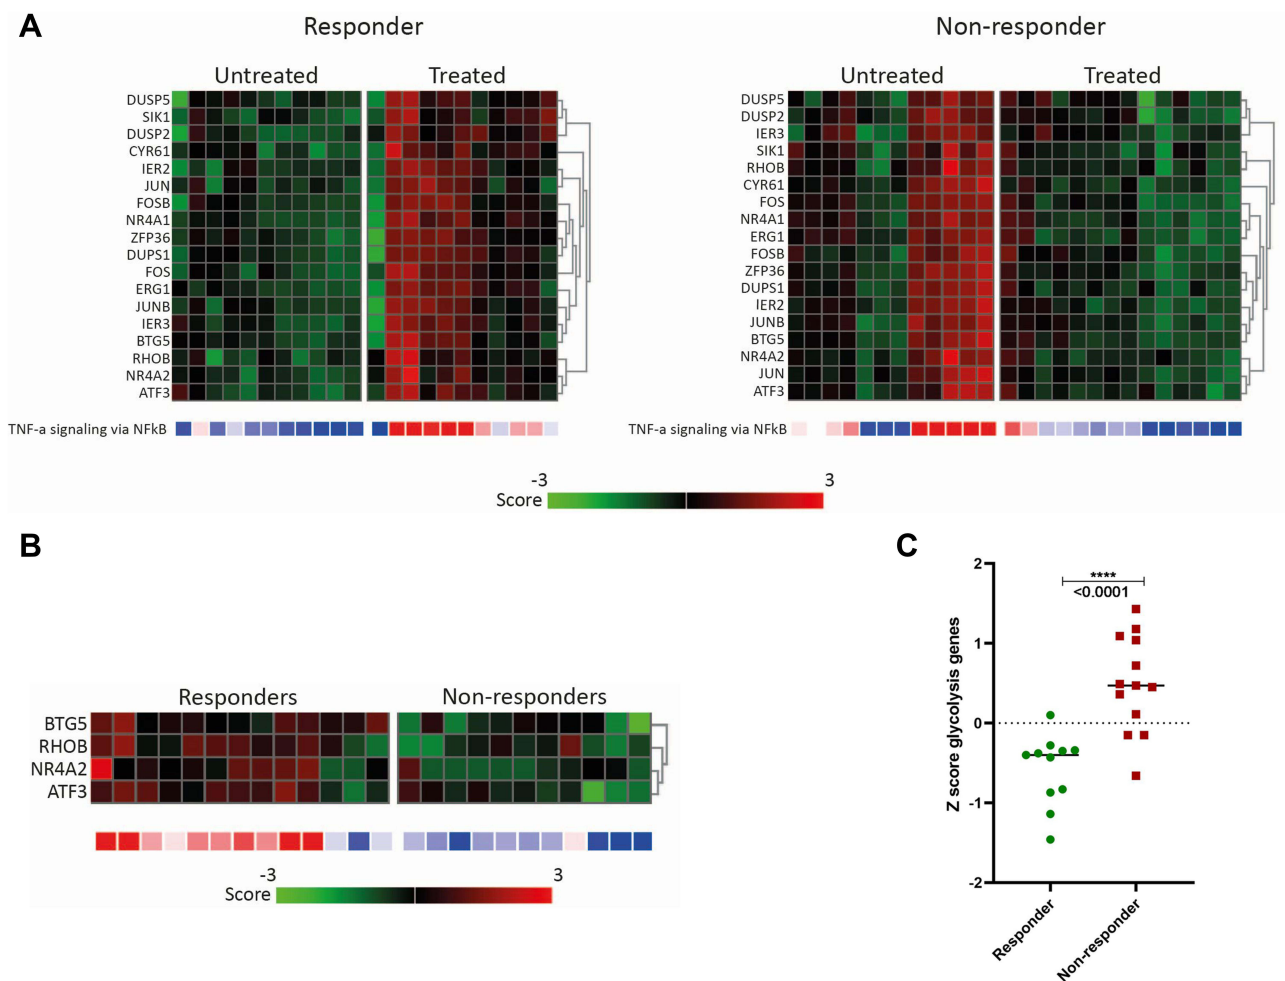 A
Responder
Non-responder
Untreated
Treated
Untreated
Treated
DUSP5
SIK1
DUSP2
CYR61
IER2
JUN
FOSB
NR4A1
ZFP36
DUPS1
FOS
ERG1
JUNB
IER3
BTG5
RHOB
NR4A2
ATF3
TNF-a signaling via NFkB
DUSP5
DUSP2
IER3
SIK1
RHOB
CYR61
FOS
NR4A1
ERG1
FOSB
ZFP36
DUPS1
IER2
JUNB
BTG5
NR4A2
JUN
ATF3
TNF-a signaling via NFkB
-3
3
Score
B
Responders
Non-responders
BTG5
RHOB
NR4A2
ATF3
-3
3
Score
C
Z score glycolysis genes
2
1
0
-1
-2
****
<0.0001
Responder
Non-responder